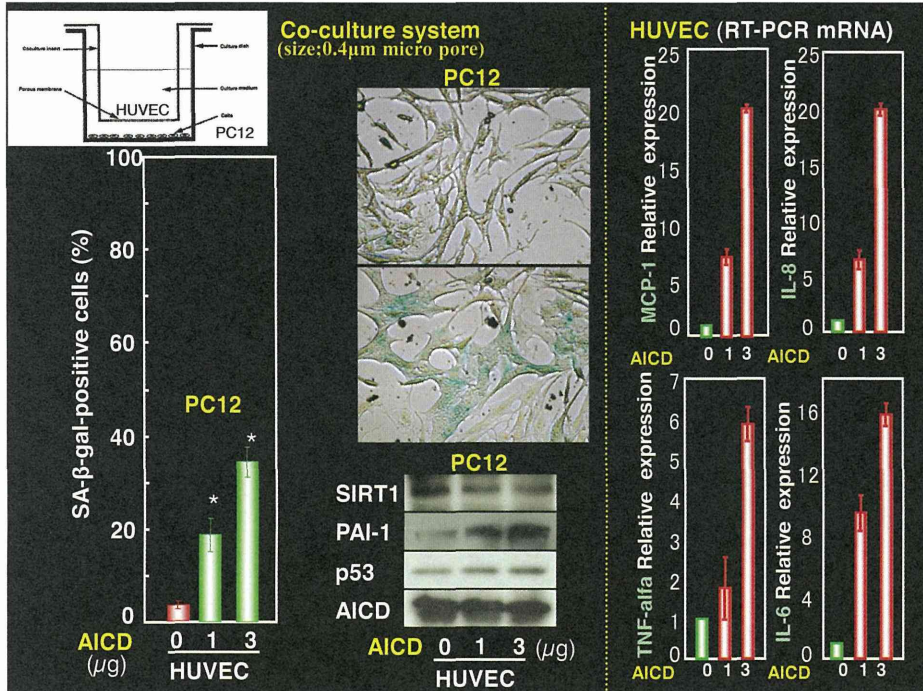 Co-culture system
(size;0.4μm micro pore)
Coculture insert
Culture dish
Porous membrane
Culture medium
HUVEC
Cells
PC12
100
80
60
40
20
0
SA-β-gal-positive cells (%)
PC12
*
*
AICD 0 1 3
(μg)
HUVEC
PC12
PC12
SIRT1
PAI-1
p53
AICD
AICD 0 1 3 (μg)
HUVEC
HUVEC (RT-PCR mRNA)
MCP-1 Relative expression
25
20
15
10
5
0
AICD 0 1 3
IL-8 Relative expression
25
20
15
10
5
0
0 1 3
TNF-alfa Relative expression
7
6
5
4
3
2
1
0
AICD 0 1 3
IL-6 Relative expression
16
12
8
4
0
0 1 3